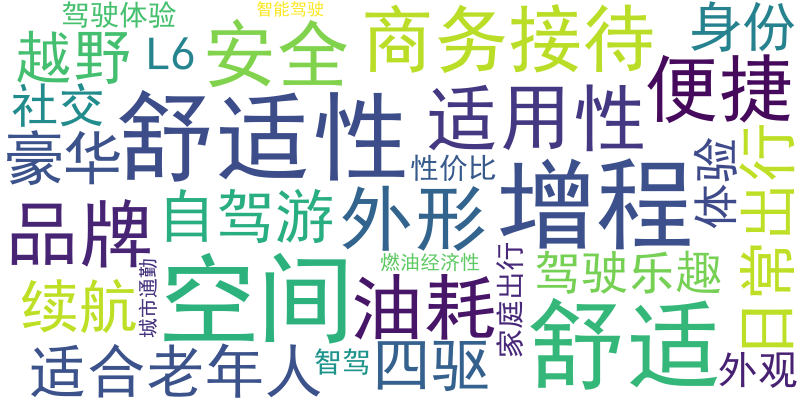 驾驶体验
智能驾驶
越野
L6
安全
商务接待
身份
社交
舒适性
适用性
便捷
豪华
性价比
增程
体验
日常出行
品牌
自驾游
外形
续航
城市通勤
空间
燃油经济性
油耗
家庭出行
驾驶乐趣
舒适
适合老年人
智驾
四驱
外观